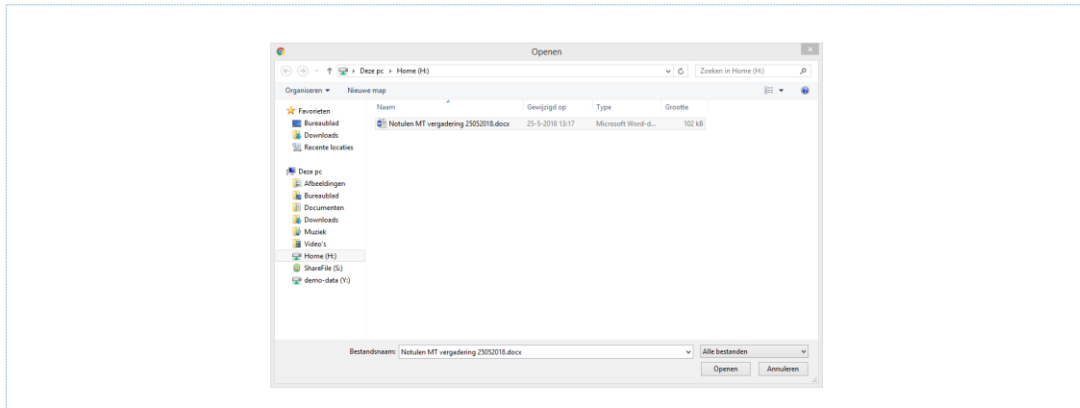 Openen
Deze pc › Home (H:)
Zoeken in Home (H:)
Organiseren
Nieuwe map
Naam Gewijzigd op Type Grootte
Notulen MT vergadering 25052018.docx 25-5-2018 13:17 Microsoft Word-d... 102 kB
Favorieten
Bureaublad
Downloads
Recente locaties
Deze pc
Afbeeldingen
Bureaublad
Documenten
Downloads
Muziek
Video's
Home (H:)
ShareFile (S:)
demo-data (Y:)
Bestandsnaam: Notulen MT vergadering 25052018.docx Alle bestanden
Openen Annuleren